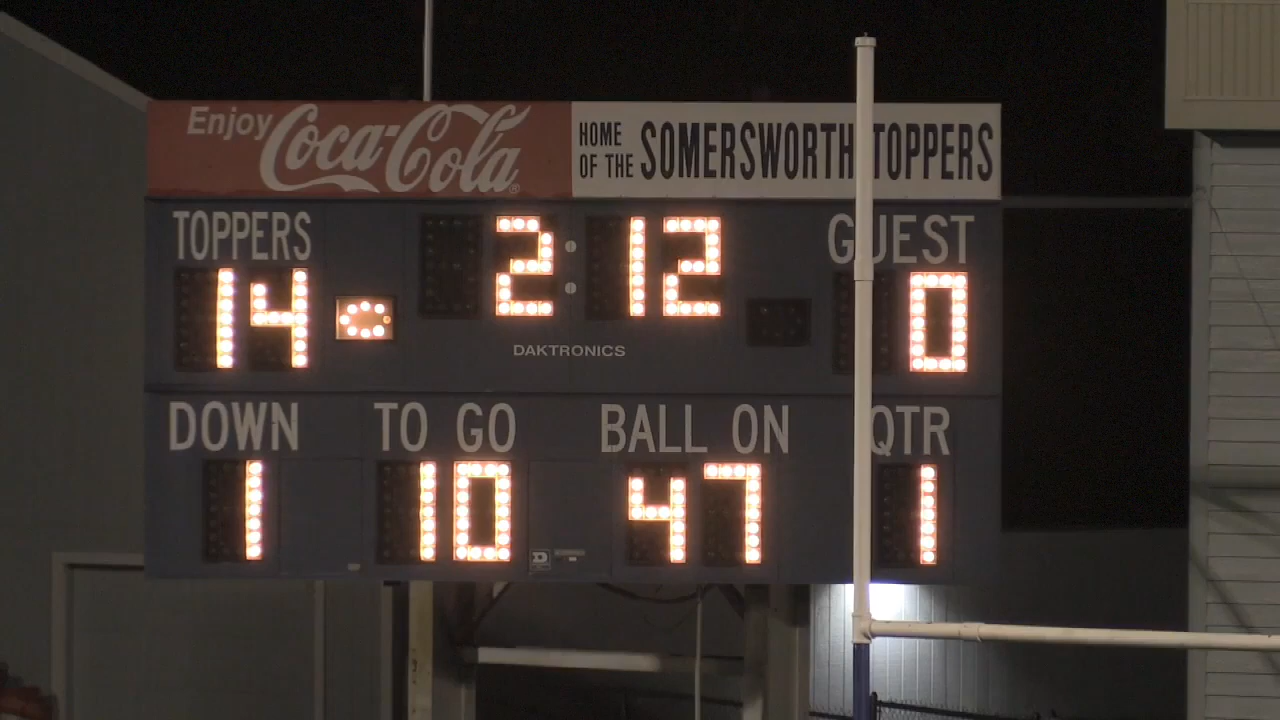 Enjoy Coca-Cola®
HOME OF THE SOMERSWORTH TOPPERS
TOPPERS 2:12 GUEST
14 0
DAKTRONICS
DOWN TO GO BALL ON QTR
1 10 47 1